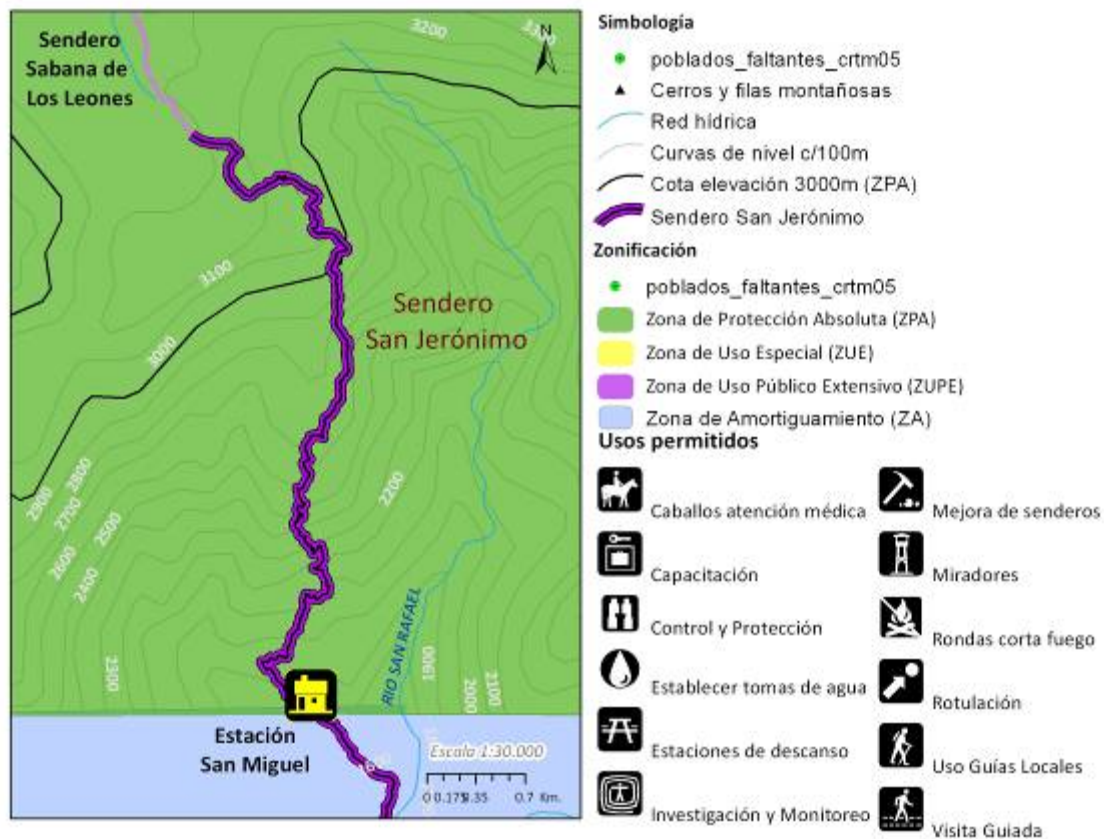 Sendero
Sabana de
Los Leones
3200
3300
N
3100
3000
Sendero
San Jerónimo
2900
2800
2700
2600
2500
2400
2300
2200
RIO SAN RAFAEL
1900
2000
2100
Estación
San Miguel
Escala 1:30.000
0 0.175 0.35 0.7 Km.
Simbología
poblados_faltantes_crtm05
Cerros y filas montañosas
Red hídrica
Curvas de nivel c/100m
Cota elevación 3000m (ZPA)
Sendero San Jerónimo
Zonificación
poblados_faltantes_crtm05
Zona de Protección Absoluta (ZPA)
Zona de Uso Especial (ZUE)
Zona de Uso Público Extensivo (ZUPE)
Zona de Amortiguamiento (ZA)
Usos permitidos
Caballos atención médica
Capacitación
Control y Protección
Establecer tomas de agua
Estaciones de descanso
Investigación y Monitoreo
Mejora de senderos
Miradores
Rondas corta fuego
Rotulación
Uso Guías Locales
Visita Guiada